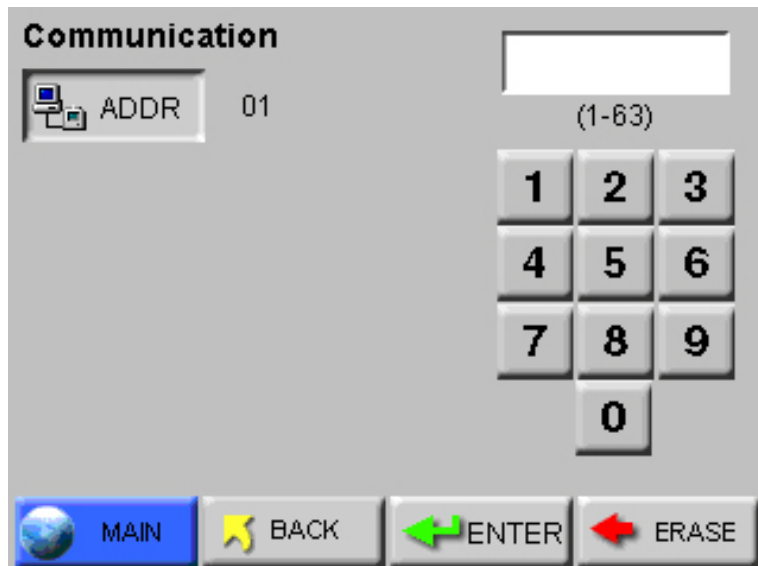 Communication
ADDR 01
(1-63)
1 2 3
4 5 6
7 8 9
0
MAIN BACK ENTER ERASE